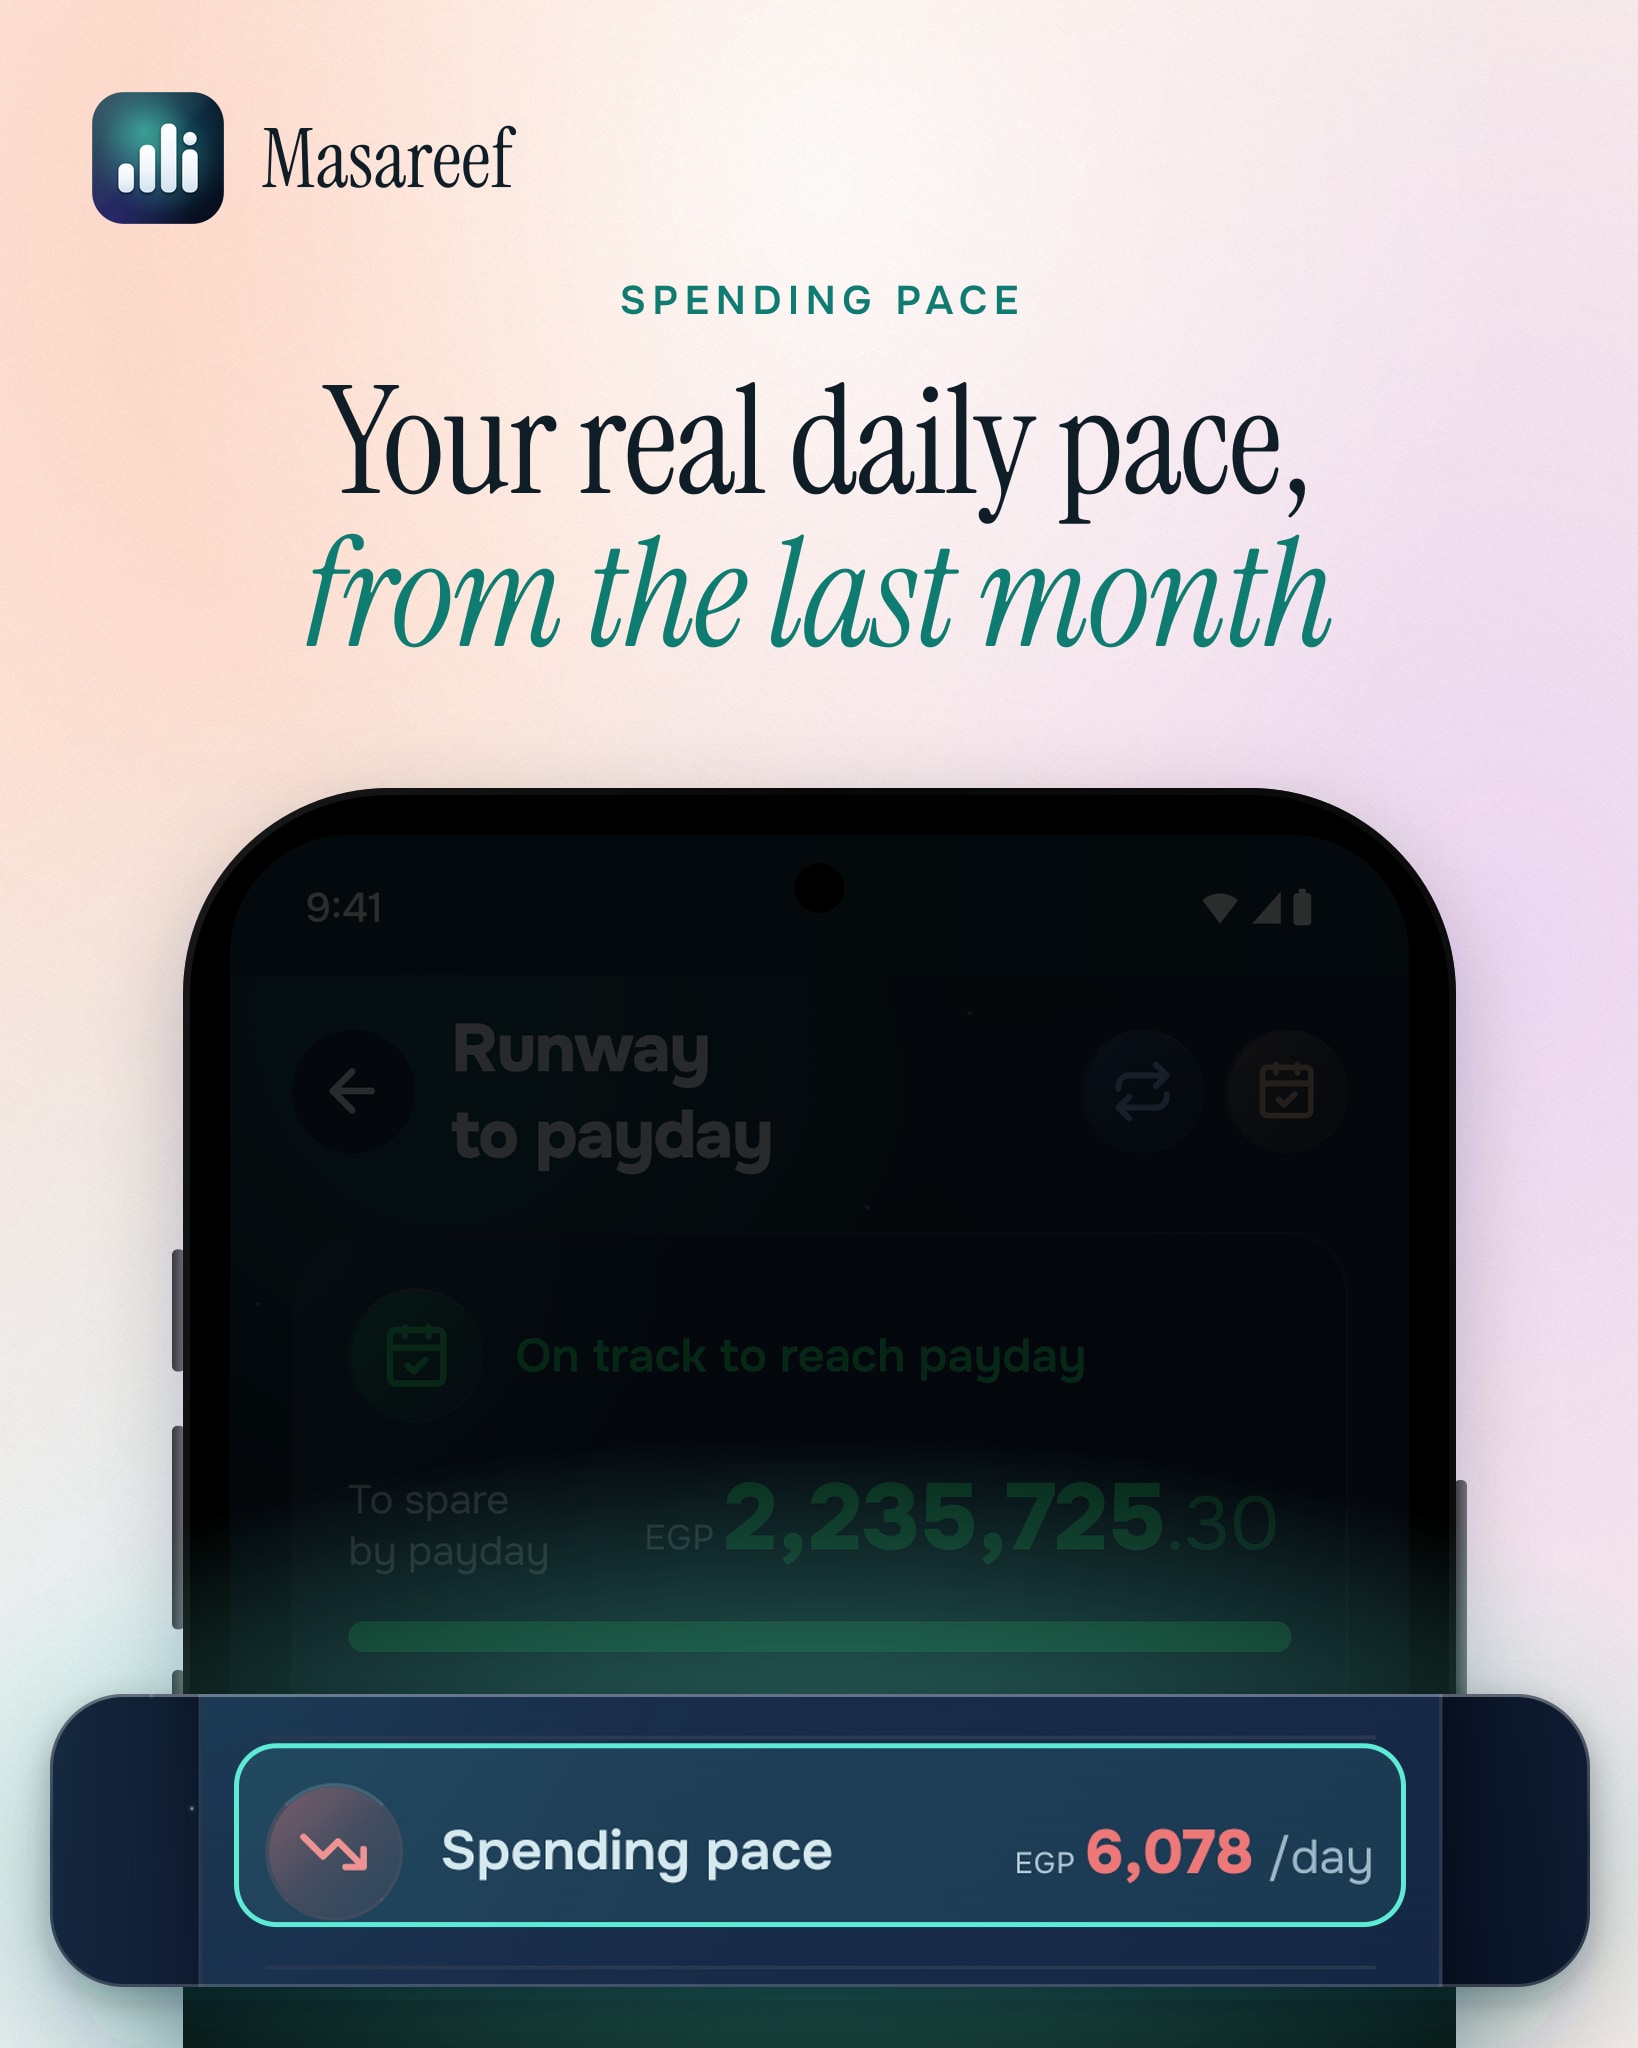 Masareef
SPENDING PACE
Your real daily pace,
from the last month
9:41
Runway
to payday
On track to reach payday
To spare
by payday
EGP 2,235,725.30
Spending pace
EGP 6,078 /day